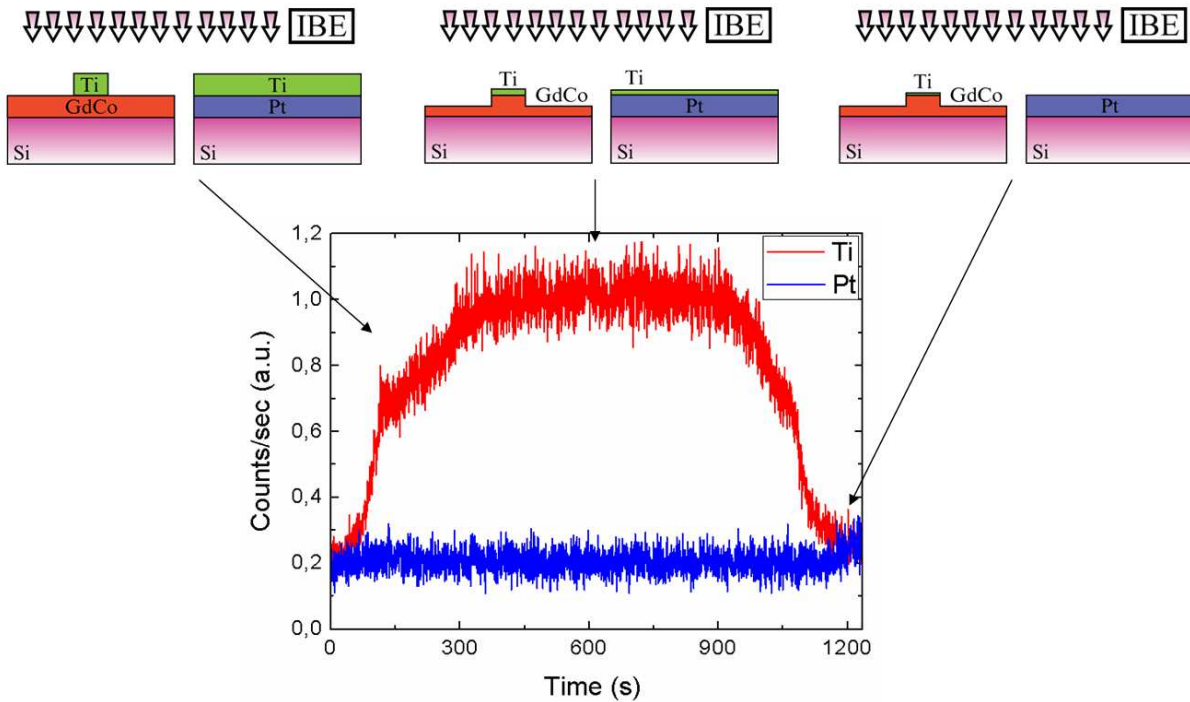 IBE
IBE
IBE
Ti
Ti
GdCo
Pt
Si
Si
Ti
GdCo
Ti
Pt
Si
Si
Ti
GdCo
Pt
Si
Si
1,2
1,0
0,8
0,6
0,4
0,2
0,0
Counts/sec (a.u.)
Ti
Pt
0
300
600
900
1200
Time (s)